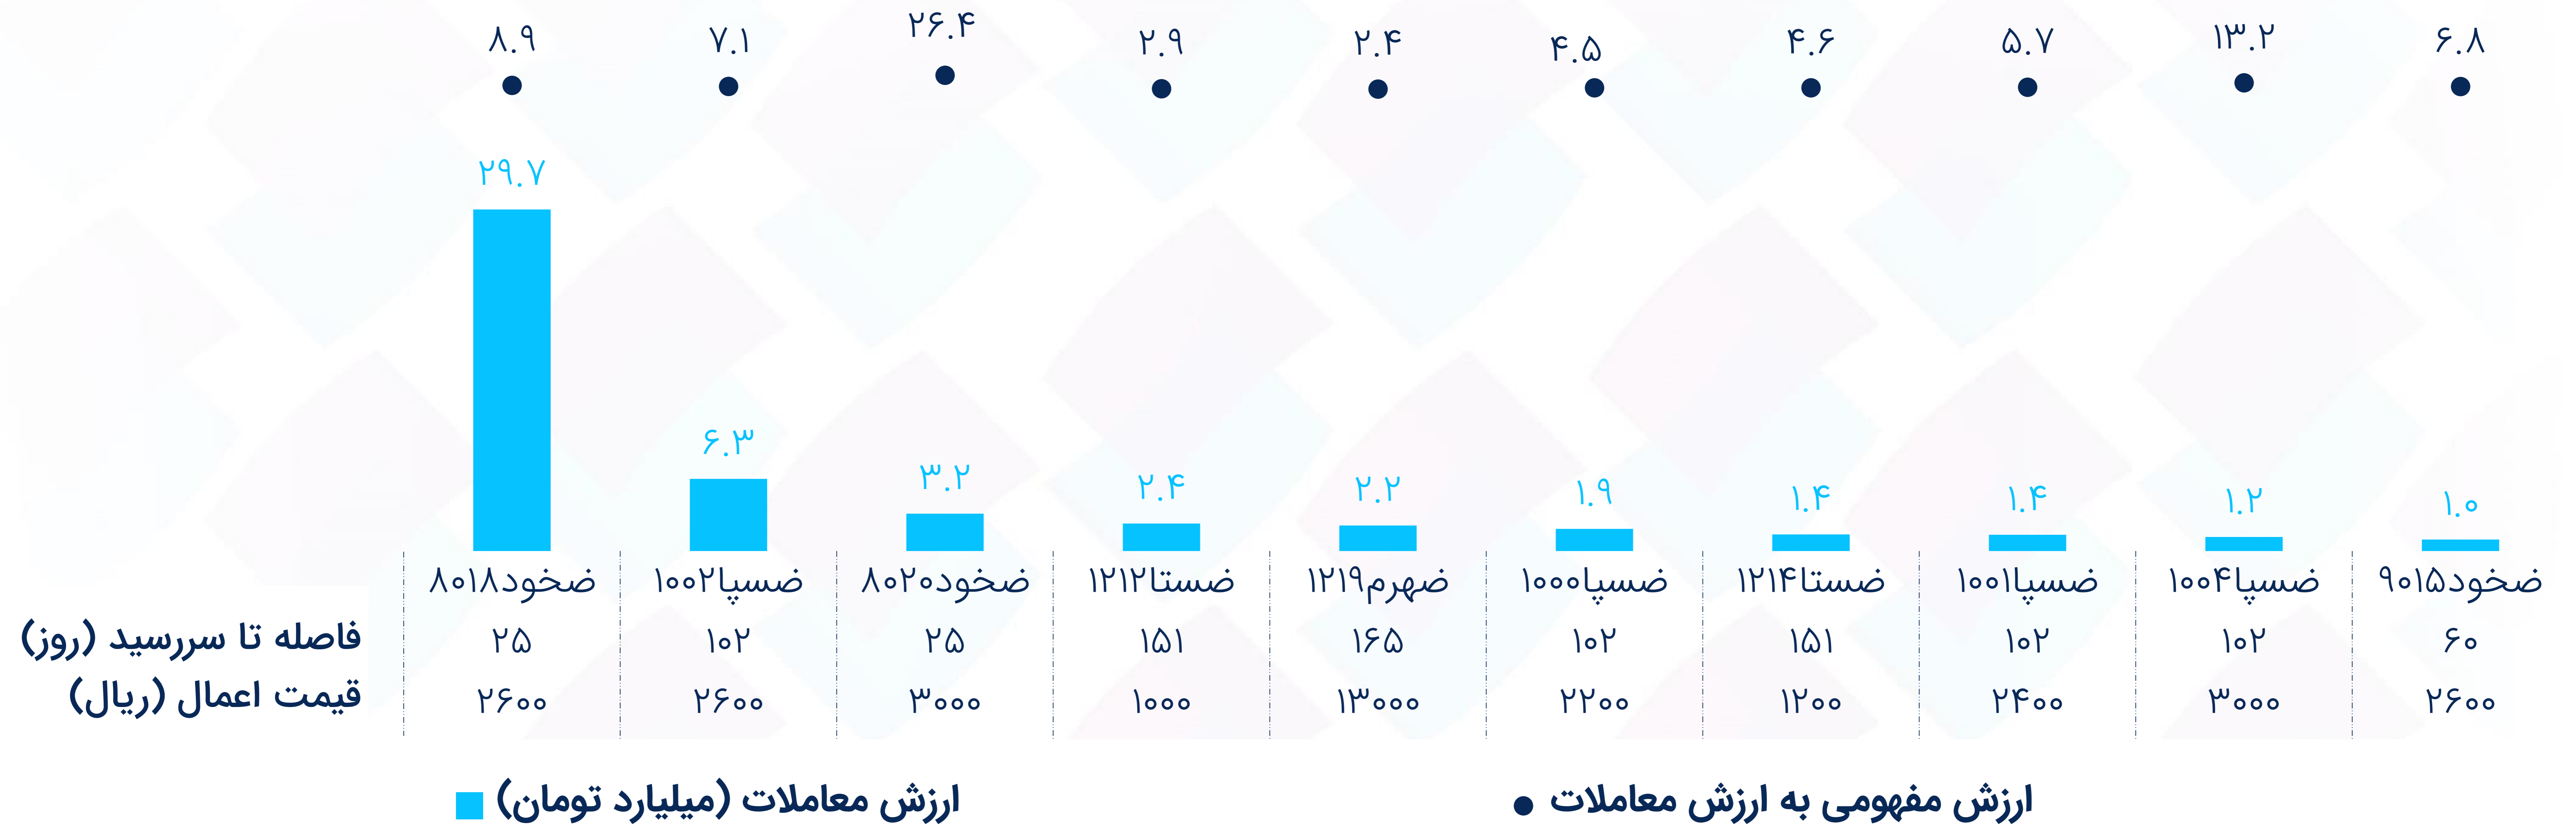 ۸.۹ ۷.۱ ۲۶.۴ ۲.۹ ۲.۴ ۴.۵ ۴.۶ ۵.۷ ۱۳.۲ ۶.۸
۲۹.۷ ۶.۳ ۳.۲ ۲.۴ ۲.۲ ۱.۹ ۱.۴ ۱.۴ ۱.۲ ۱.۰
ضخود۸۰۱۸ ضسپا۱۰۰۲ ضخود۸۰۲۰ ضستا۱۲۱۲ ضهرم۱۲۱۹ ضسپا۱۰۰۰ ضستا۱۲۱۴ ضسپا۱۰۰۱ ضسپا۱۰۰۴ ضخود۹۰۱۵
فاصله تا سررسید (روز) ۲۵ ۱۰۲ ۲۵ ۱۵۱ ۱۶۵ ۱۰۲ ۱۵۱ ۱۰۲ ۱۰۲ ۶۰
قیمت اعمال (ریال) ۲۶۰۰ ۲۶۰۰ ۳۰۰۰ ۱۰۰۰ ۱۳۰۰۰ ۲۲۰۰ ۱۲۰۰ ۲۴۰۰ ۳۰۰۰ ۲۶۰۰
ارزش معاملات (میلیارد تومان)
ارزش مفهومی به ارزش معاملات